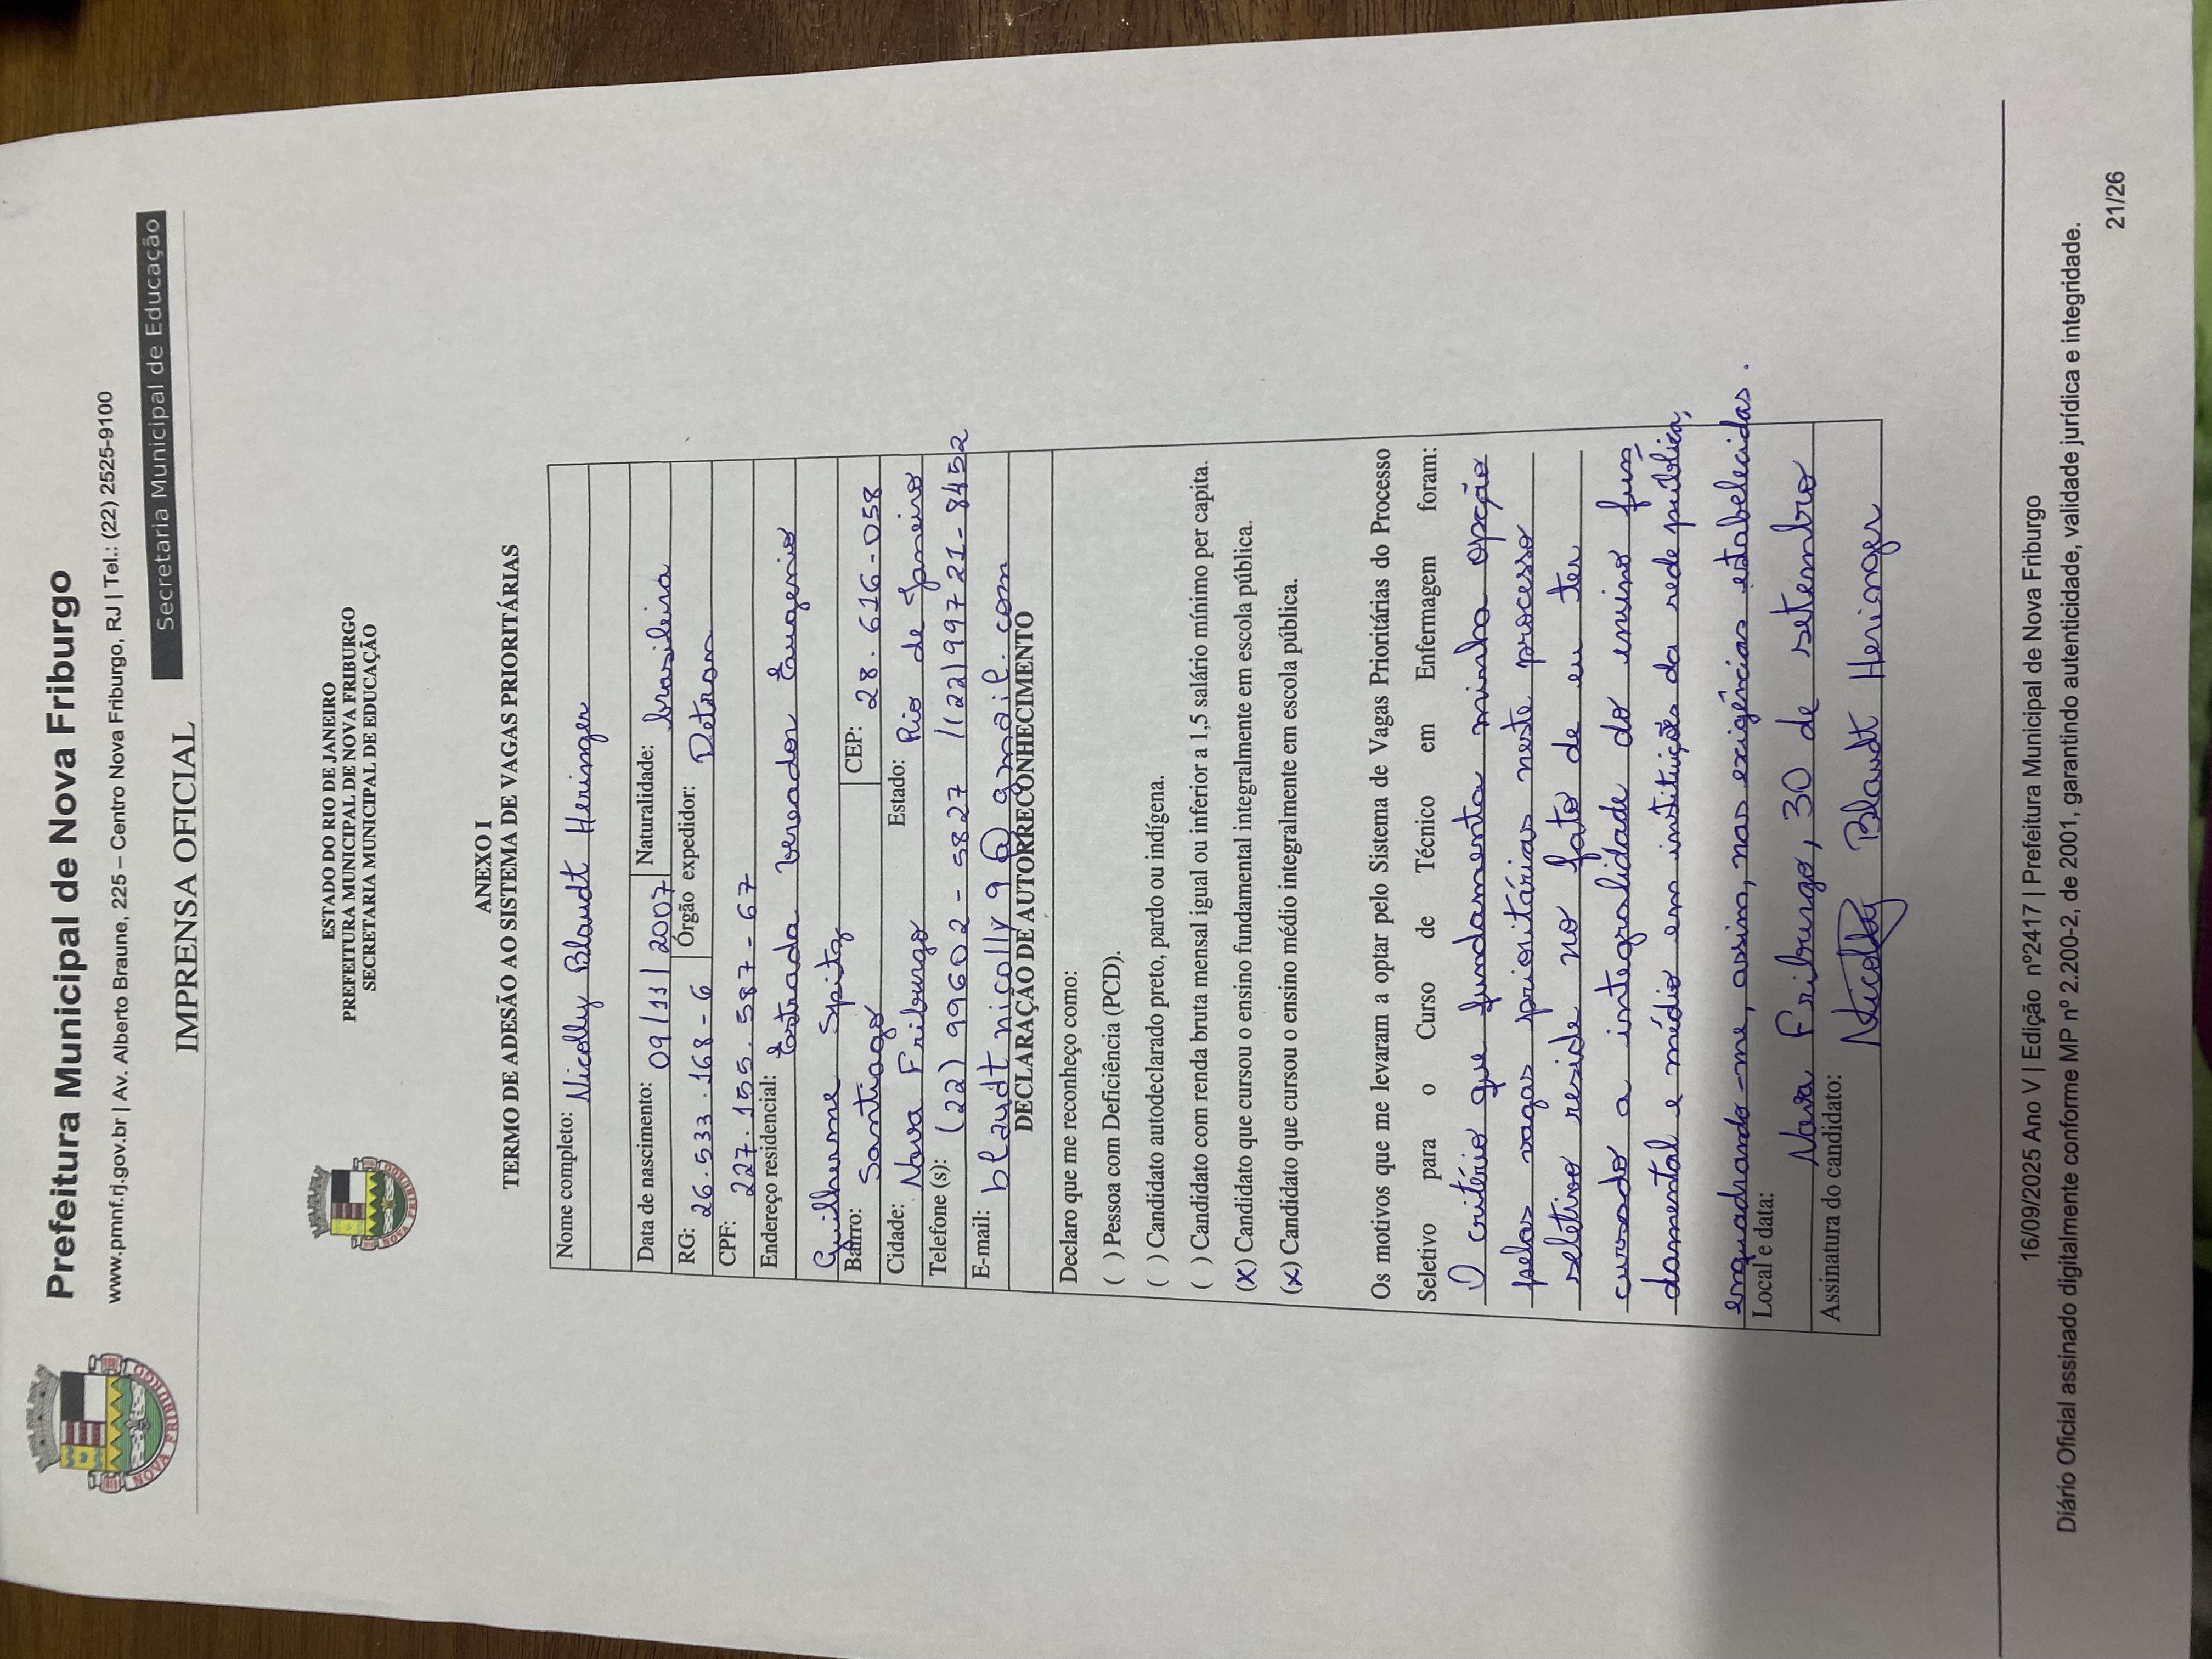 Prefeitura Municipal de Nova Friburgo
www.pmnf.rj.gov.br | Av. Alberto Braune, 225 – Centro Nova Friburgo, RJ | Tel.: (22) 2525-9100
Secretaria Municipal de Educação
IMPRENSA OFICIAL
NOVA FRIBURGO
ESTADO DO RIO DE JANEIRO
PREFEITURA MUNICIPAL DE NOVA FRIBURGO
SECRETARIA MUNICIPAL DE EDUCAÇÃO
NOVA FRIBURGO
ANEXO I
TERMO DE ADESÃO AO SISTEMA DE VAGAS PRIORITÁRIAS
Nome completo: Nicolly Blaudt Heringer
Data de nascimento: 09/11/2007 Naturalidade: brasileira
RG: 26.533.168-6 Órgão expedidor: Detran
CPF: 227.155.587-67
Endereço residencial: Estrada Vereador Eugenio
Guilherme Spitz
Bairro: Santiago CEP: 28.616-058
Cidade: Nova Friburgo Estado: Rio de Janeiro
Telefone (s): (22) 99602-5827 /(22)99721-8452
E-mail: blaudtnicolly9@gmail.com
DECLARAÇÃO DE AUTORRECONHECIMENTO
Declaro que me reconheço como:
( ) Pessoa com Deficiência (PCD).
( ) Candidato autodeclarado preto, pardo ou indígena.
( ) Candidato com renda bruta mensal igual ou inferior a 1,5 salário mínimo per capita.
(x) Candidato que cursou o ensino fundamental integralmente em escola pública.
(x) Candidato que cursou o ensino médio integralmente em escola pública.
Os motivos que me levaram a optar pelo Sistema de Vagas Prioritárias do Processo
Seletivo para o Curso de Técnico em Enfermagem foram:
O critério que fundamenta minha opção
pelas vagas prioritárias neste processo
seletivo reside no fato de eu ter
cursado a integralidade do ensino fun
damental e médio em instituições da rede pública,
enquadrando-me, assim, nas exigências estabelecidas.
Local e data: Nova Friburgo, 30 de setembro
Assinatura do candidato: Nicolly Blaudt Heringer
16/09/2025 Ano V | Edição nº2417 | Prefeitura Municipal de Nova Friburgo
Diário Oficial assinado digitalmente conforme MP nº 2.200-2, de 2001, garantindo autenticidade, validade jurídica e integridade.
21/26